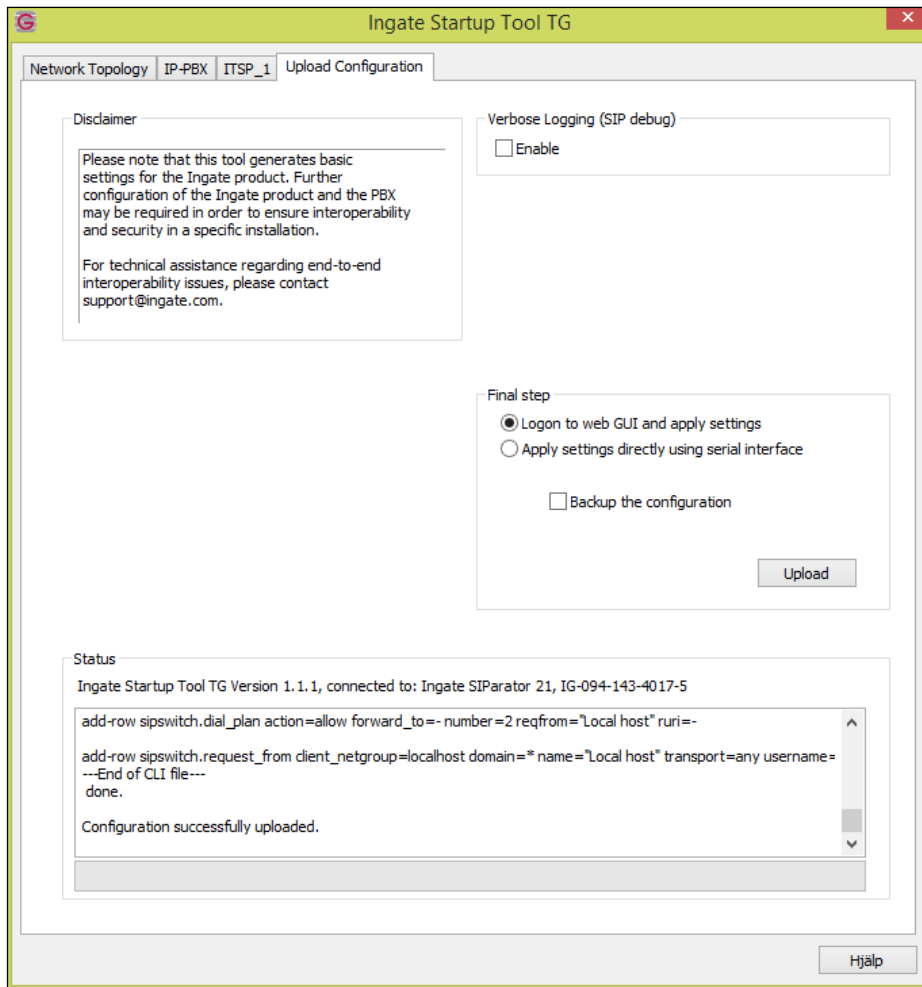 Ingate Startup Tool TG
Network Topology
IP-PBX
ITSP_1
Upload Configuration
Disclaimer
Please note that this tool generates basic
settings for the Ingate product. Further
configuration of the Ingate product and the PBX
may be required in order to ensure interoperability
and security in a specific installation.
For technical assistance regarding end-to-end
interoperability issues, please contact
support@ingate.com.
Verbose Logging (SIP debug)
Enable
Final step
Logon to web GUI and apply settings
Apply settings directly using serial interface
Backup the configuration
Upload
Status
Ingate Startup Tool TG Version 1.1.1, connected to: Ingate SIParator 21, IG-094-143-4017-5
add-row sipswitch.dial_plan action=allow forward_to=- number=2 reqfrom="Local host" ruri=-
add-row sipswitch.request_from client_netgroup=localhost domain=* name="Local host" transport=any username=
---End of CLI file---
done.
Configuration successfully uploaded.
Hjälp